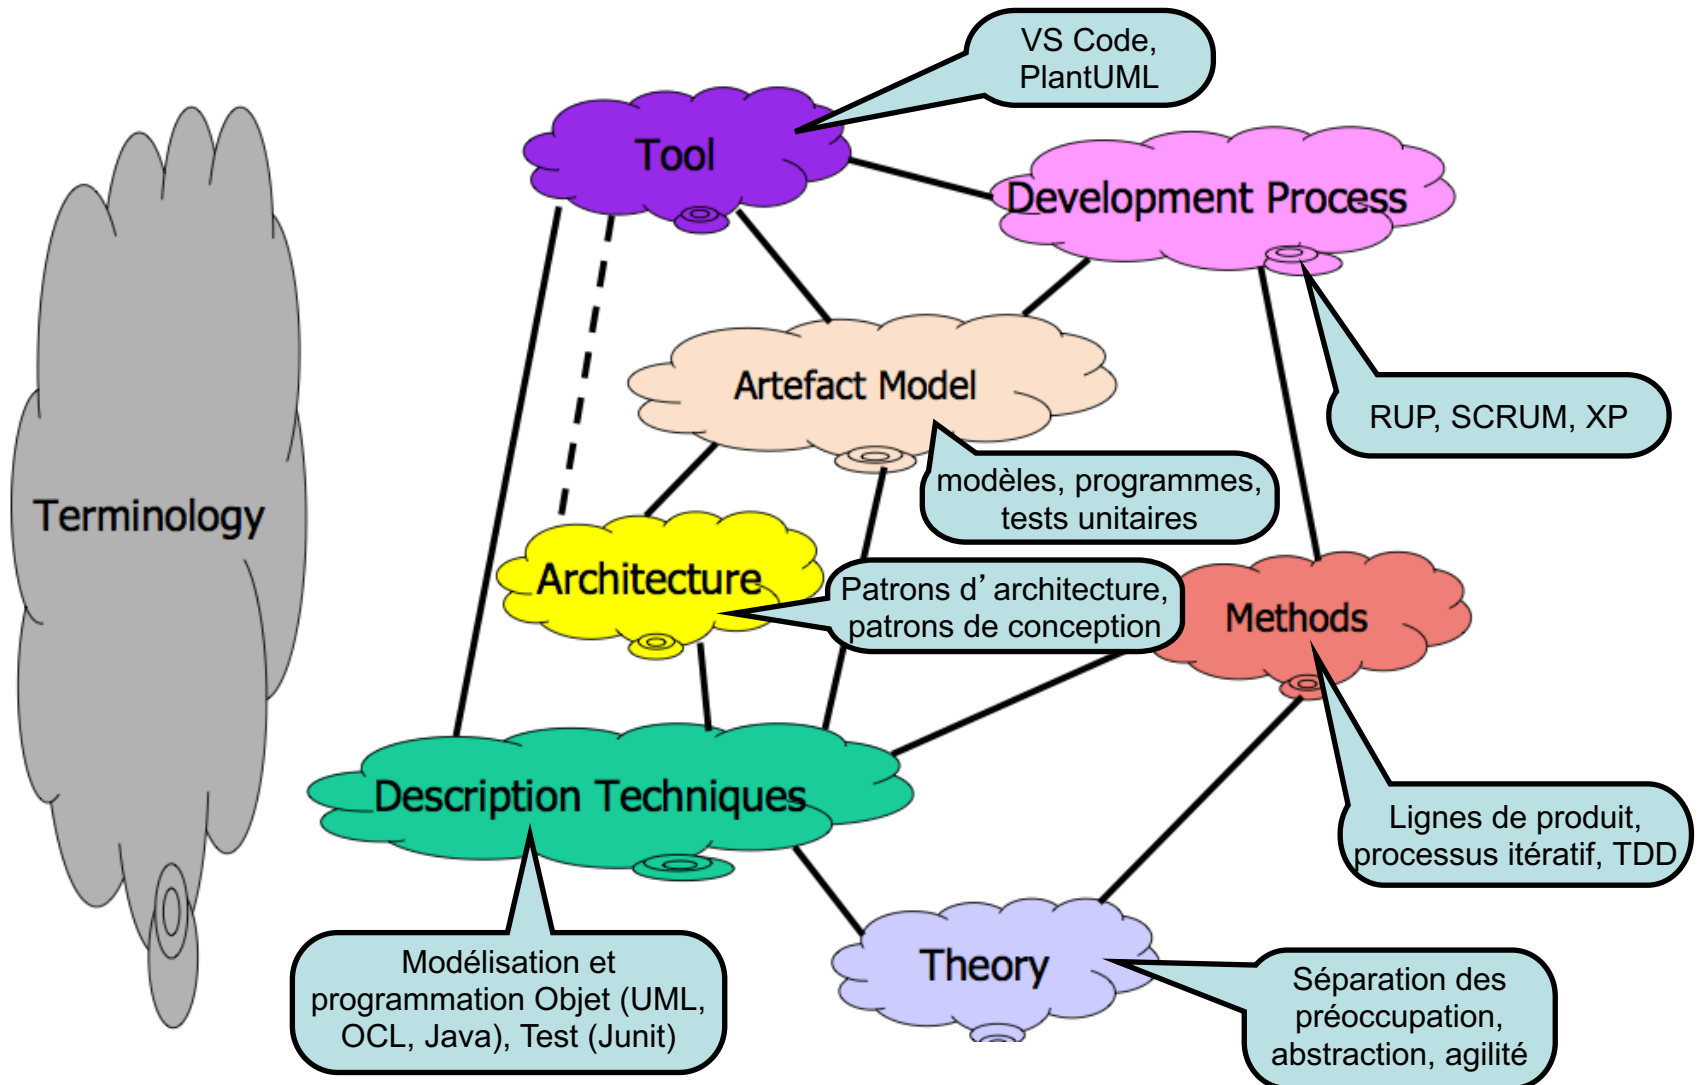 VS Code,
PlantUML
Tool
Development Process
Artefact Model
RUP, SCRUM, XP
modèles, programmes,
tests unitaires
Terminology
Architecture
Patrons d’ architecture,
patrons de conception
Methods
Description Techniques
Lignes de produit,
processus itératif, TDD
Modélisation et
programmation Objet (UML,
OCL, Java), Test (Junit)
Theory
Séparation des
préoccupation,
abstraction, agilité